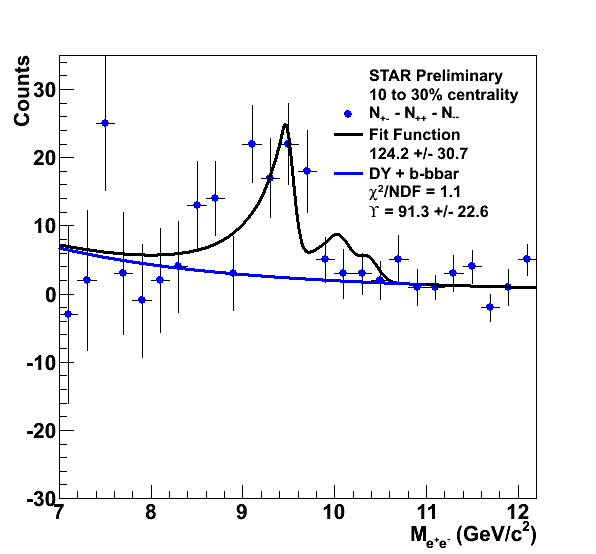 Counts
30
20
10
0
-10
-20
-30
STAR Preliminary
10 to 30% centrality
N+- - N++ - N--
Fit Function
124.2 +/- 30.7
DY + b-bbar
χ²/NDF = 1.1
ϒ = 91.3 +/- 22.6
7 8 9 10 11 12
Me⁺e⁻ (GeV/c²)